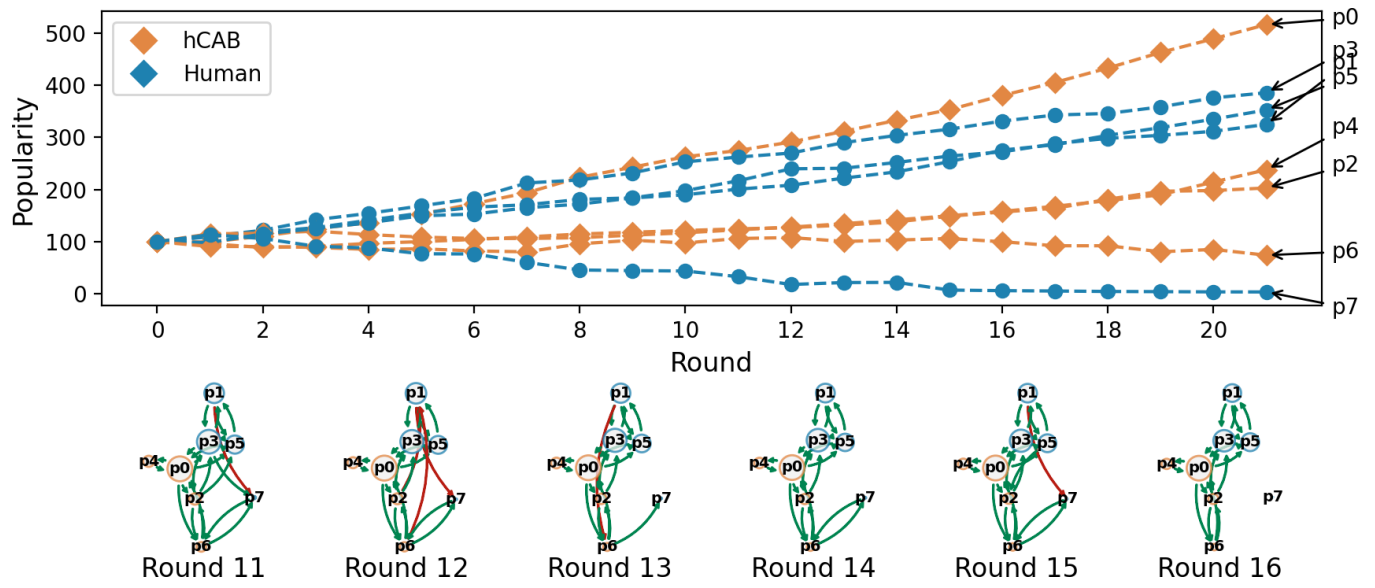 Popularity
500
400
300
200
100
0
hCAB
Human
p0
p3
p1
p5
p4
p2
p6
p7
0 2 4 6 8 10 12 14 16 18 20
Round
p1 p1 p1 p1 p1 p1
p3 p5 p3 p5 p3 p5 p3 p5 p3 p5 p3 p5
p4 p0 p4 p0 p4 p0 p4 p0 p4 p0 p4 p0
p2 p7 p2 p7 p2 p7 p2 p7 p2 p7 p2 p7
p6 p6 p6 p6 p6 p6
Round 11 Round 12 Round 13 Round 14 Round 15 Round 16